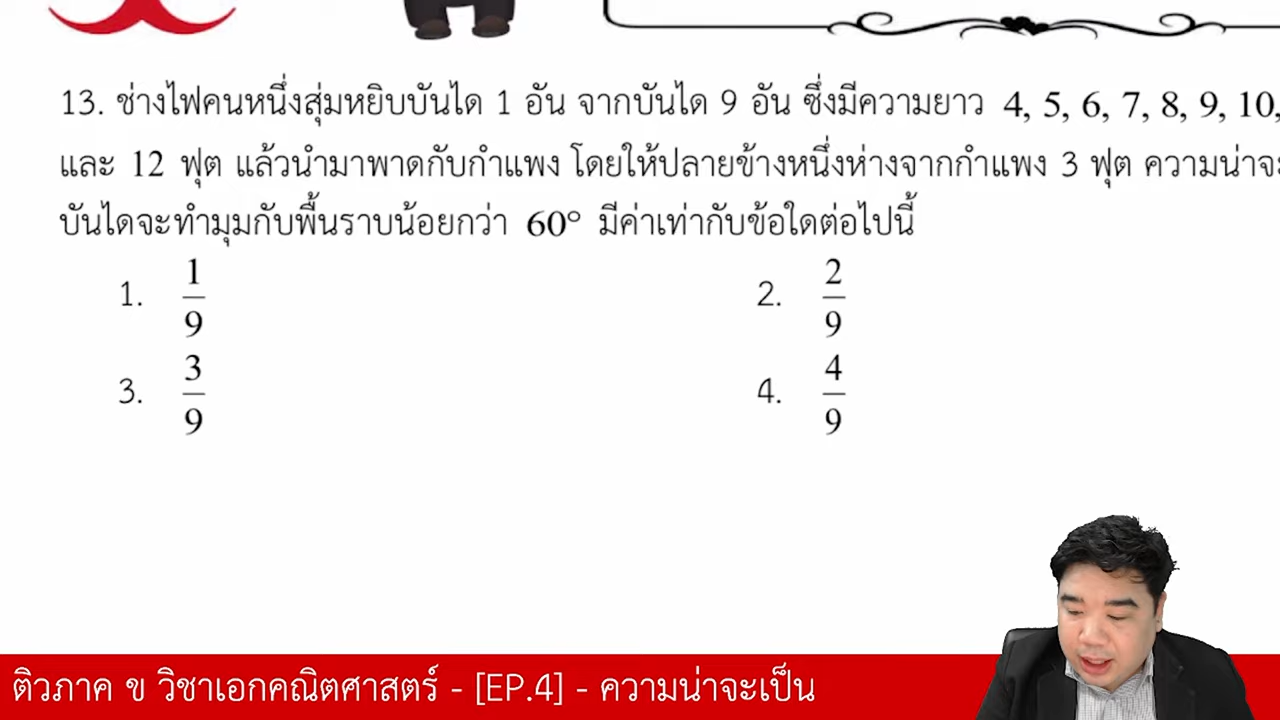 13. ช่างไฟคนหนึ่งสุ่มหยิบบันได 1 อัน จากบันได 9 อัน ซึ่งมีความยาว 4, 5, 6, 7, 8, 9, 10,
และ 12 ฟุต แล้วนำมาพาดกับกำแพง โดยให้ปลายข้างหนึ่งห่างจากกำแพง 3 ฟุต ความน่าจะ
บันไดจะทำมุมกับพื้นราบน้อยกว่า 60° มีค่าเท่ากับข้อใดต่อไปนี้
1. 1/9 2. 2/9
3. 3/9 4. 4/9
ติวภาค ข วิชาเอกคณิตศาสตร์ - [EP.4] - ความน่าจะเป็น